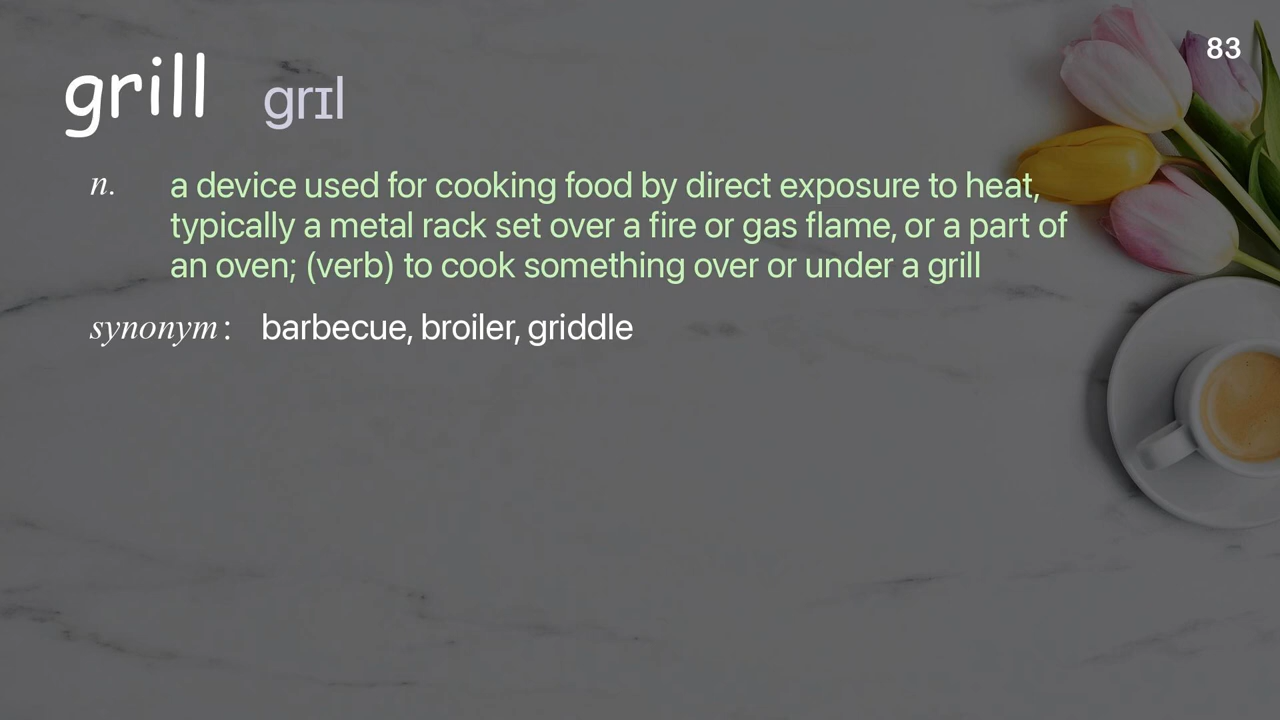 83
grill grɪl
n. a device used for cooking food by direct exposure to heat,
typically a metal rack set over a fire or gas flame, or a part of
an oven; (verb) to cook something over or under a grill
synonym: barbecue, broiler, griddle